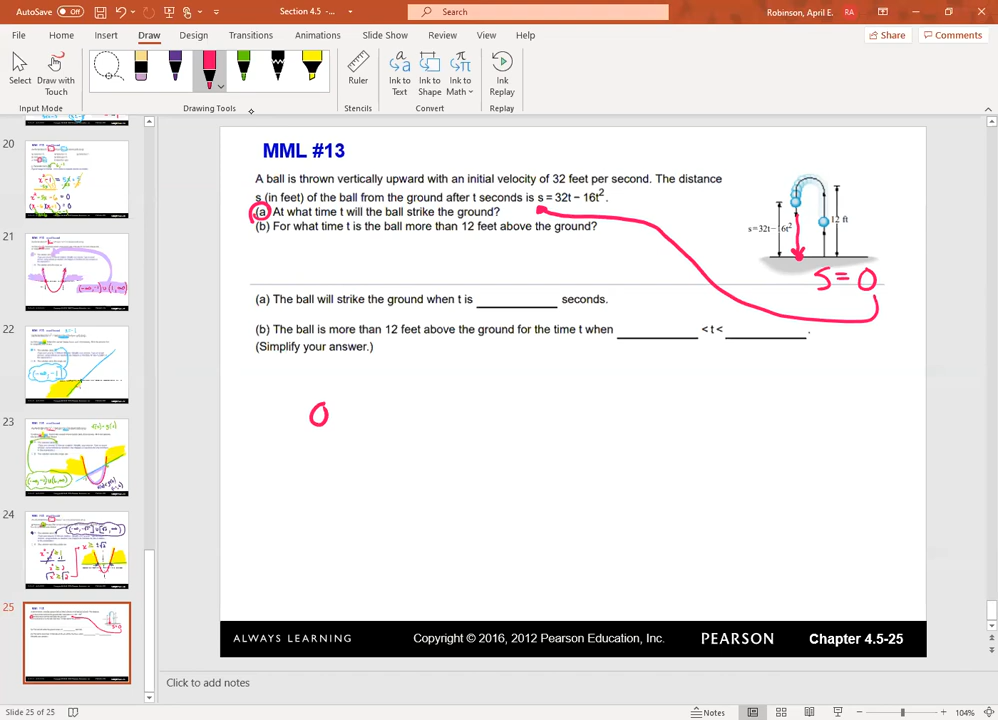 AutoSave Off Section 4.5 -... Search Robinson, April E. RA
File Home Insert Draw Design Transitions Animations Slide Show Review View Help Share Comments
Select Draw with Touch Ruler Ink to Text Ink to Shape Ink to Math Ink Replay
Input Mode Drawing Tools Stencils Convert Replay
20
21
22
23
24
25
MML #13
A ball is thrown vertically upward with an initial velocity of 32 feet per second. The distance
s (in feet) of the ball from the ground after t seconds is s = 32t − 16t².
(a) At what time t will the ball strike the ground?
(b) For what time t is the ball more than 12 feet above the ground?
12 ft
s=32t−16t²
s = 0
(a) The ball will strike the ground when t is ________ seconds.
(b) The ball is more than 12 feet above the ground for the time t when ________ < t < ________.
(Simplify your answer.)
0
ALWAYS LEARNING Copyright © 2016, 2012 Pearson Education, Inc. PEARSON Chapter 4.5-25
Click to add notes
Slide 25 of 25 Notes 104%